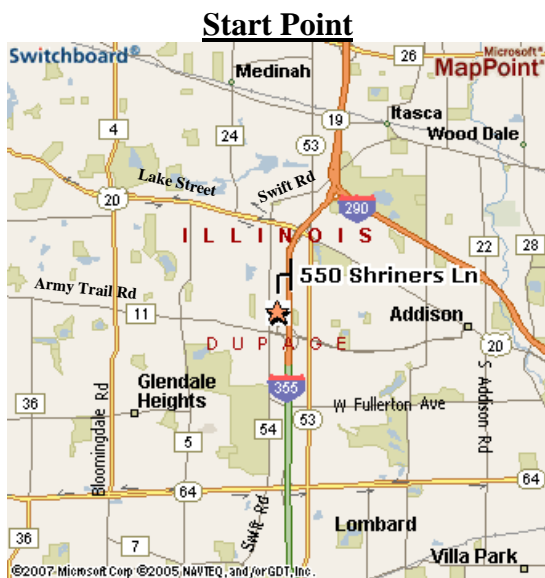 Start Point
Switchboard®
Microsoft®
MapPoint®
Medinah
26
Itasca
19
Wood Dale
4
24
53
Lake Street
Swift Rd
20
290
ILLINOIS
22
28
550 Shriners Ln
Army Trail Rd
11
Addison
DUPAGE
20
Glendale
Heights
355
S Addison Rd
W Fullerton Ave
36
Bloomingdale Rd
5
54
53
64
64
Swift Rd
36
7
Lombard
Villa Park
©2007 Microsoft Corp ©2005 NAVTEQ, and/or GDT, Inc.